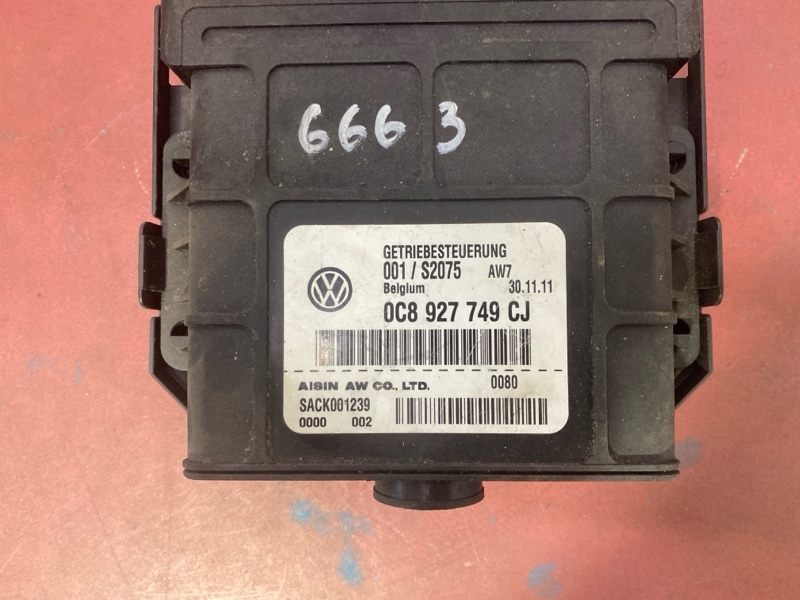 666 3
GETRIEBESTEUERUNG
001 / S2075 AW7
Belgium 30.11.11
0C8 927 749 CJ
AISIN AW CO., LTD. 0080
SACK001239
0000 002